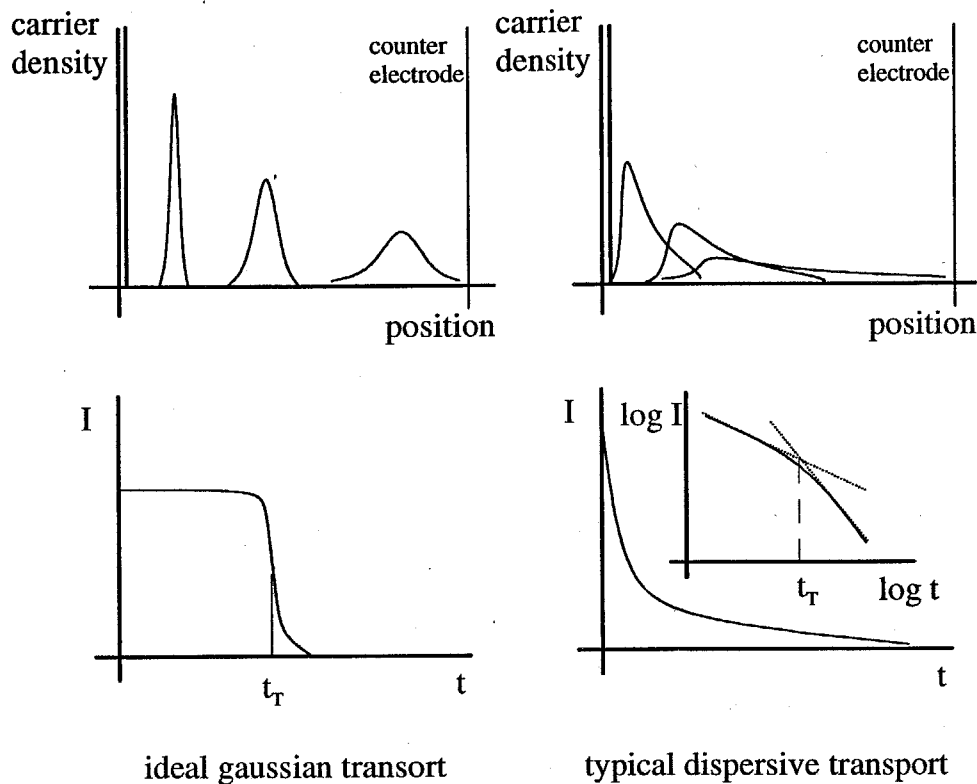 carrier
density
counter
electrode
position
carrier
density
counter
electrode
position
I
t_T
t
I
log I
t_T
log t
t
ideal gaussian transort
typical dispersive transport